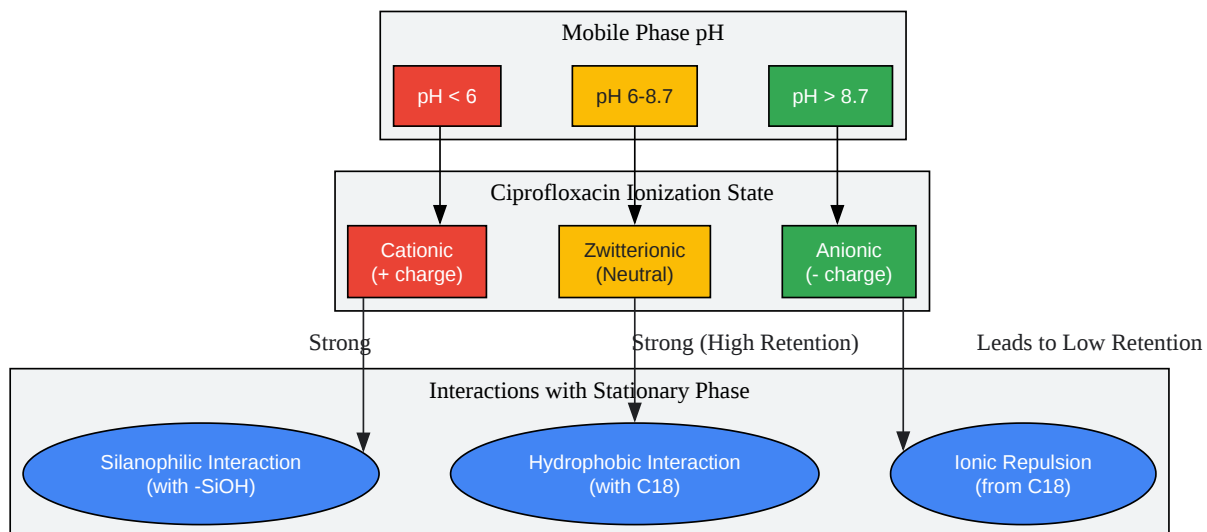 Mobile Phase pH
pH < 6
pH 6-8.7
pH > 8.7
Ciprofloxacin Ionization State
Cationic
(+ charge)
Zwitterionic
(Neutral)
Anionic
(- charge)
Strong
Strong (High Retention)
Leads to Low Retention
Interactions with Stationary Phase
Silanophilic Interaction
(with -SiOH)
Hydrophobic Interaction
(with C18)
Ionic Repulsion
(from C18)